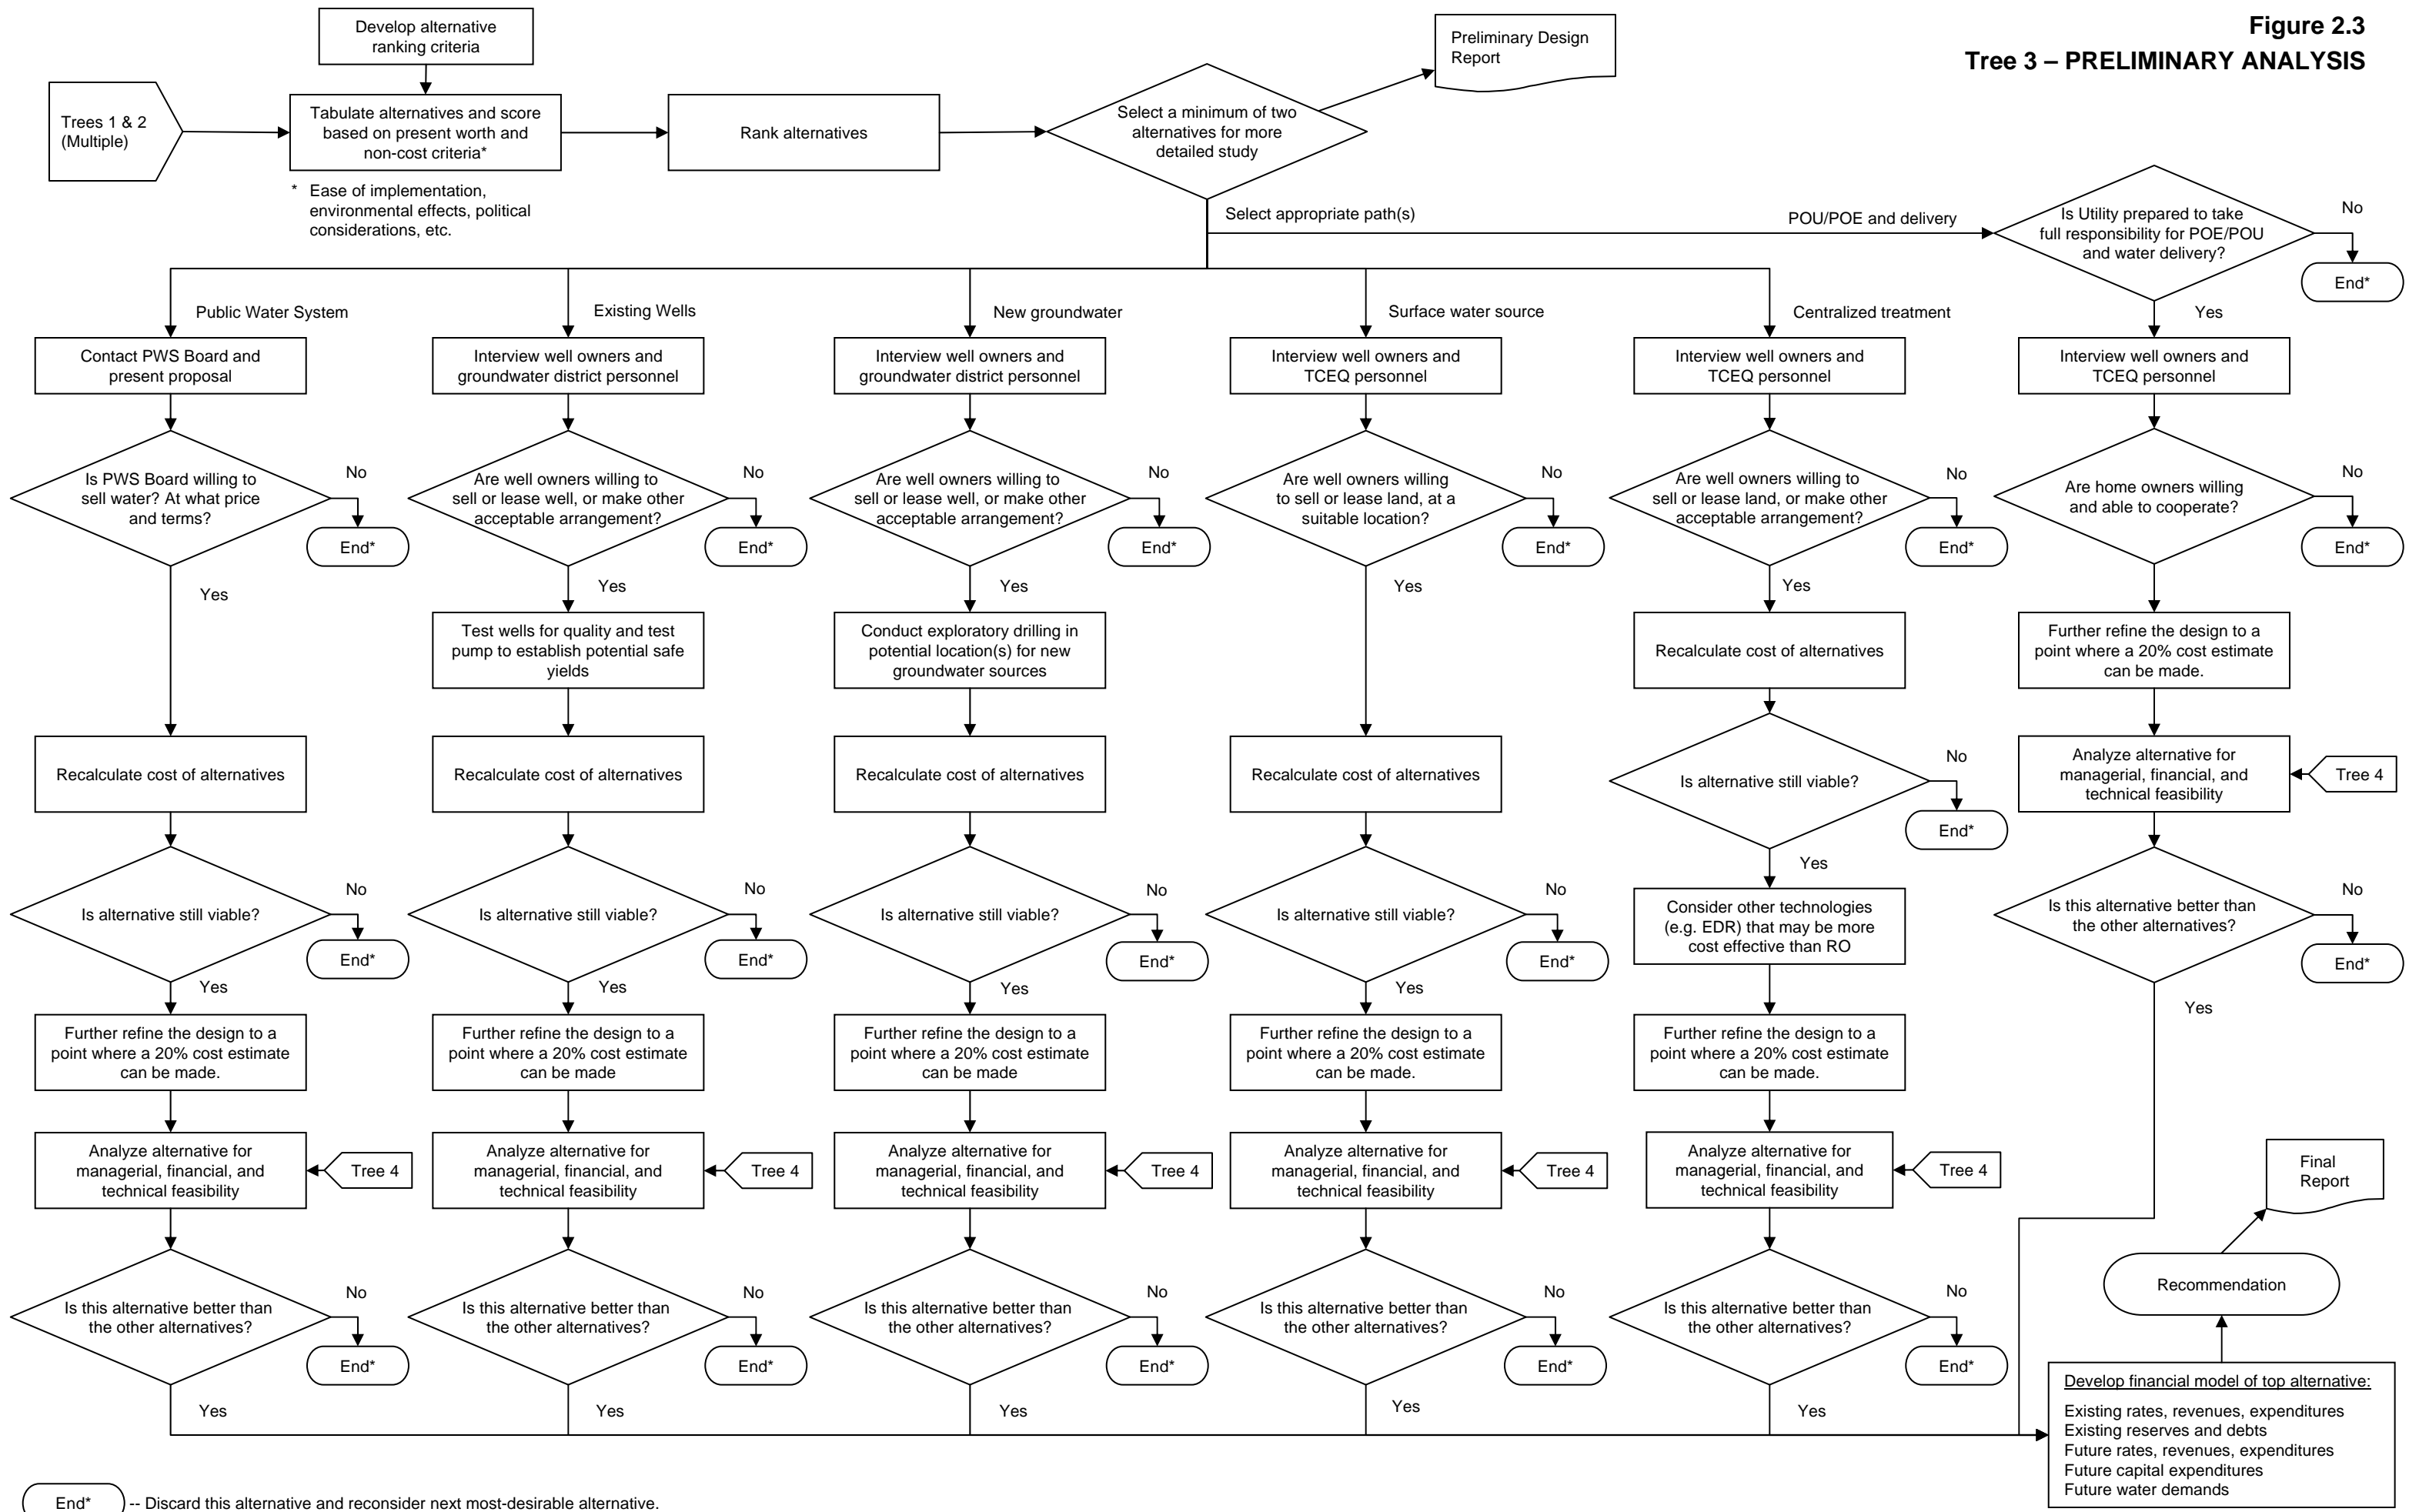 Figure 2.3
Tree 3 – PRELIMINARY ANALYSIS
Develop alternative
ranking criteria
Trees 1 & 2
(Multiple)
Tabulate alternatives and score
based on present worth and
non-cost criteria*
* Ease of implementation,
environmental effects, political
considerations, etc.
Rank alternatives
Select a minimum of two
alternatives for more
detailed study
Preliminary Design
Report
Select appropriate path(s)
POU/POE and delivery
Is Utility prepared to take
full responsibility for POE/POU
and water delivery?
No
End*
Yes
Public Water System
Contact PWS Board and
present proposal
Is PWS Board willing to
sell water? At what price
and terms?
No
End*
Yes
Recalculate cost of alternatives
Is alternative still viable?
No
End*
Yes
Further refine the design to a
point where a 20% cost estimate
can be made.
Analyze alternative for
managerial, financial, and
technical feasibility
Tree 4
Is this alternative better than
the other alternatives?
No
End*
Yes
Existing Wells
Interview well owners and
groundwater district personnel
Are well owners willing to
sell or lease well, or make other
acceptable arrangement?
No
End*
Yes
Test wells for quality and test
pump to establish potential safe
yields
Recalculate cost of alternatives
Is alternative still viable?
No
End*
Yes
Further refine the design to a
point where a 20% cost estimate
can be made
Analyze alternative for
managerial, financial, and
technical feasibility
Tree 4
Is this alternative better than
the other alternatives?
No
End*
Yes
New groundwater
Interview well owners and
groundwater district personnel
Are well owners willing to
sell or lease well, or make other
acceptable arrangement?
No
End*
Yes
Conduct exploratory drilling in
potential location(s) for new
groundwater sources
Recalculate cost of alternatives
Is alternative still viable?
No
End*
Yes
Further refine the design to a
point where a 20% cost estimate
can be made
Analyze alternative for
managerial, financial, and
technical feasibility
Tree 4
Is this alternative better than
the other alternatives?
No
End*
Yes
Surface water source
Interview well owners and
TCEQ personnel
Are well owners willing
to sell or lease land, at a
suitable location?
No
End*
Yes
Recalculate cost of alternatives
Is alternative still viable?
No
End*
Yes
Further refine the design to a
point where a 20% cost estimate
can be made.
Analyze alternative for
managerial, financial, and
technical feasibility
Tree 4
Is this alternative better than
the other alternatives?
No
End*
Yes
Centralized treatment
Interview well owners and
TCEQ personnel
Are well owners willing to
sell or lease land, or make other
acceptable arrangement?
No
End*
Yes
Recalculate cost of alternatives
Is alternative still viable?
No
End*
Yes
Consider other technologies
(e.g. EDR) that may be more
cost effective than RO
Further refine the design to a
point where a 20% cost estimate
can be made.
Analyze alternative for
managerial, financial, and
technical feasibility
Tree 4
Is this alternative better than
the other alternatives?
No
End*
Yes
Interview well owners and
TCEQ personnel
Are home owners willing
and able to cooperate?
No
End*
Further refine the design to a
point where a 20% cost estimate
can be made.
Analyze alternative for
managerial, financial, and
technical feasibility
Tree 4
Is this alternative better than
the other alternatives?
No
End*
Yes
Final
Report
Recommendation
Develop financial model of top alternative:
Existing rates, revenues, expenditures
Existing reserves and debts
Future rates, revenues, expenditures
Future capital expenditures
Future water demands
End* -- Discard this alternative and reconsider next most-desirable alternative.